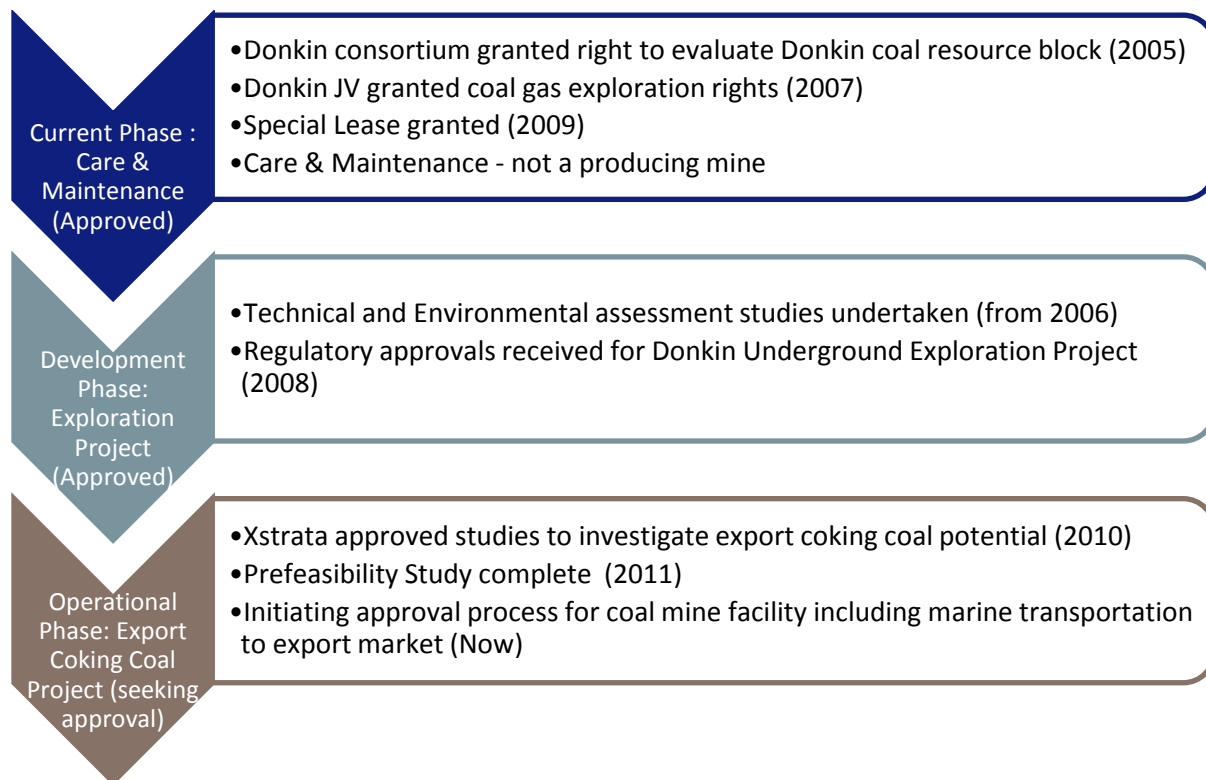 Current Phase :
Care &
Maintenance
(Approved)
•Donkin consortium granted right to evaluate Donkin coal resource block (2005)
•Donkin JV granted coal gas exploration rights (2007)
•Special Lease granted (2009)
•Care & Maintenance - not a producing mine
Development
Phase:
Exploration
Project
(Approved)
•Technical and Environmental assessment studies undertaken (from 2006)
•Regulatory approvals received for Donkin Underground Exploration Project
(2008)
Operational
Phase: Export
Coking Coal
Project (seeking
approval)
•Xstrata approved studies to investigate export coking coal potential (2010)
•Prefeasibility Study complete  (2011)
•Initiating approval process for coal mine facility including marine transportation
to export market (Now)